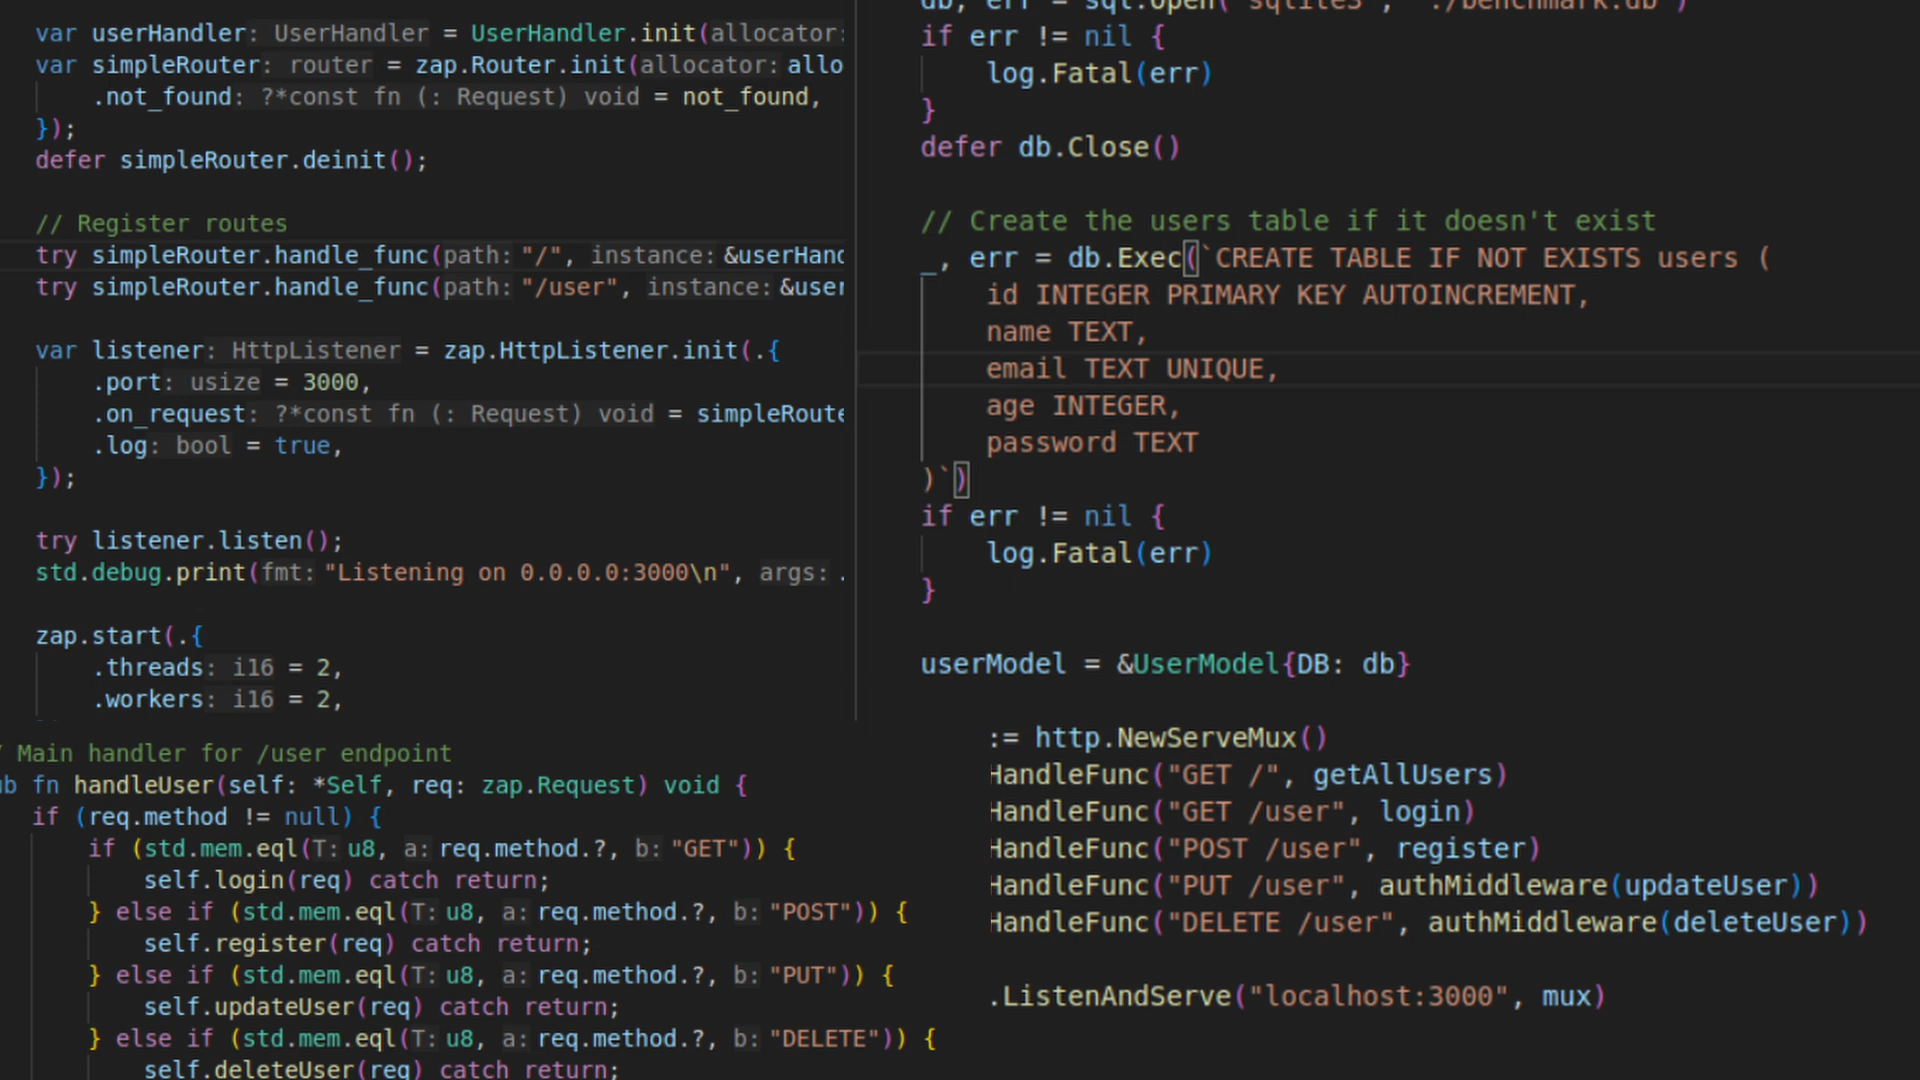 var userHandler: UserHandler = UserHandler.init(allocator:
var simpleRouter: router = zap.Router.init(allocator: allo
.not_found: ?*const fn (: Request) void = not_found,
});
defer simpleRouter.deinit();
// Register routes
try simpleRouter.handle_func(path: "/", instance: &userHand
try simpleRouter.handle_func(path: "/user", instance: &user
var listener: HttpListener = zap.HttpListener.init(.{
.port: usize = 3000,
.on_request: ?*const fn (: Request) void = simpleRoute
.log: bool = true,
});
try listener.listen();
std.debug.print(fmt: "Listening on 0.0.0.0:3000\n", args: .
zap.start(.{
.threads: i16 = 2,
.workers: i16 = 2,
/ Main handler for /user endpoint
ub fn handleUser(self: *Self, req: zap.Request) void {
if (req.method != null) {
if (std.mem.eql(T: u8, a: req.method.?, b: "GET")) {
self.login(req) catch return;
} else if (std.mem.eql(T: u8, a: req.method.?, b: "POST")) {
self.register(req) catch return;
} else if (std.mem.eql(T: u8, a: req.method.?, b: "PUT")) {
self.updateUser(req) catch return;
} else if (std.mem.eql(T: u8, a: req.method.?, b: "DELETE")) {
self.deleteUser(req) catch return;
db, err = sql.Open("sqlite3", "./benchmark.db")
if err != nil {
log.Fatal(err)
}
defer db.Close()
// Create the users table if it doesn't exist
_, err = db.Exec(`CREATE TABLE IF NOT EXISTS users (
id INTEGER PRIMARY KEY AUTOINCREMENT,
name TEXT,
email TEXT UNIQUE,
age INTEGER,
password TEXT
)`)
if err != nil {
log.Fatal(err)
}
userModel = &UserModel{DB: db}
:= http.NewServeMux()
HandleFunc("GET /", getAllUsers)
HandleFunc("GET /user", login)
HandleFunc("POST /user", register)
HandleFunc("PUT /user", authMiddleware(updateUser))
HandleFunc("DELETE /user", authMiddleware(deleteUser))
.ListenAndServe("localhost:3000", mux)